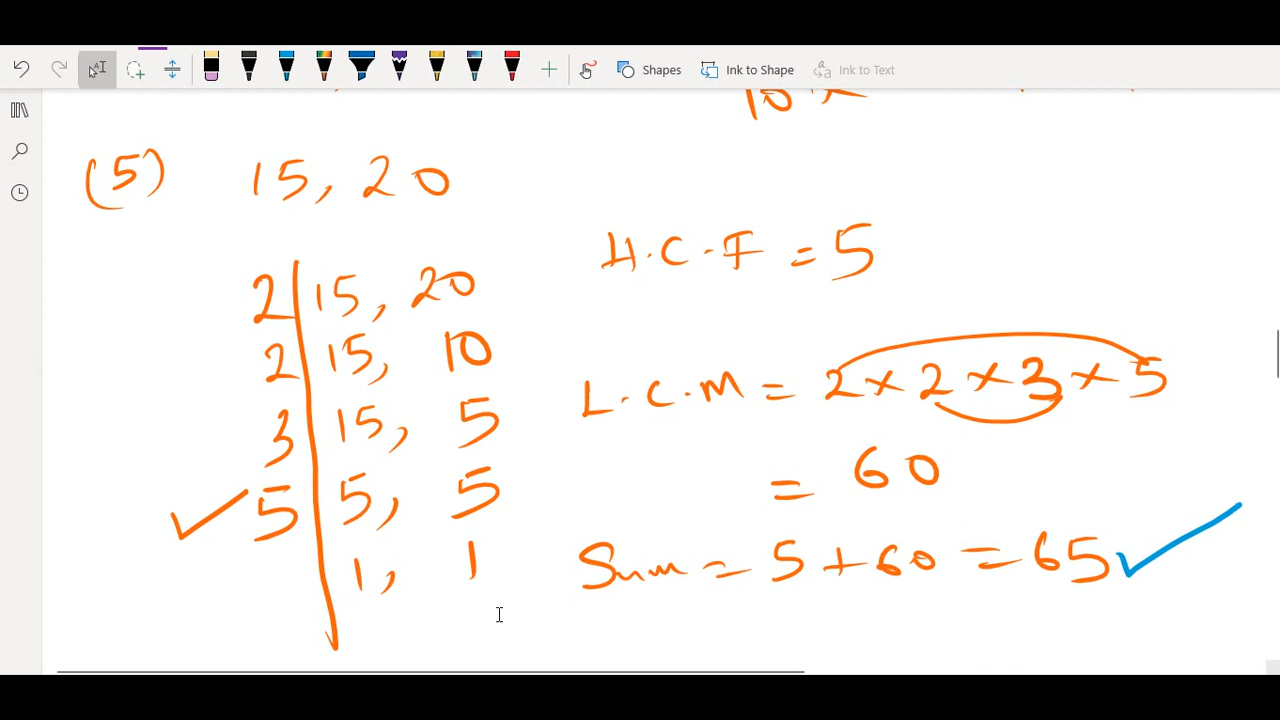 Shapes Ink to Shape Ink to Text
10 x
(5) 15, 20
2 | 15, 20
2 | 15, 10
3 | 15, 5
5 | 5, 5
1, 1
H.C.F = 5
L.C.M = 2 x 2 x 3 x 5
= 60
Sum = 5 + 60 = 65